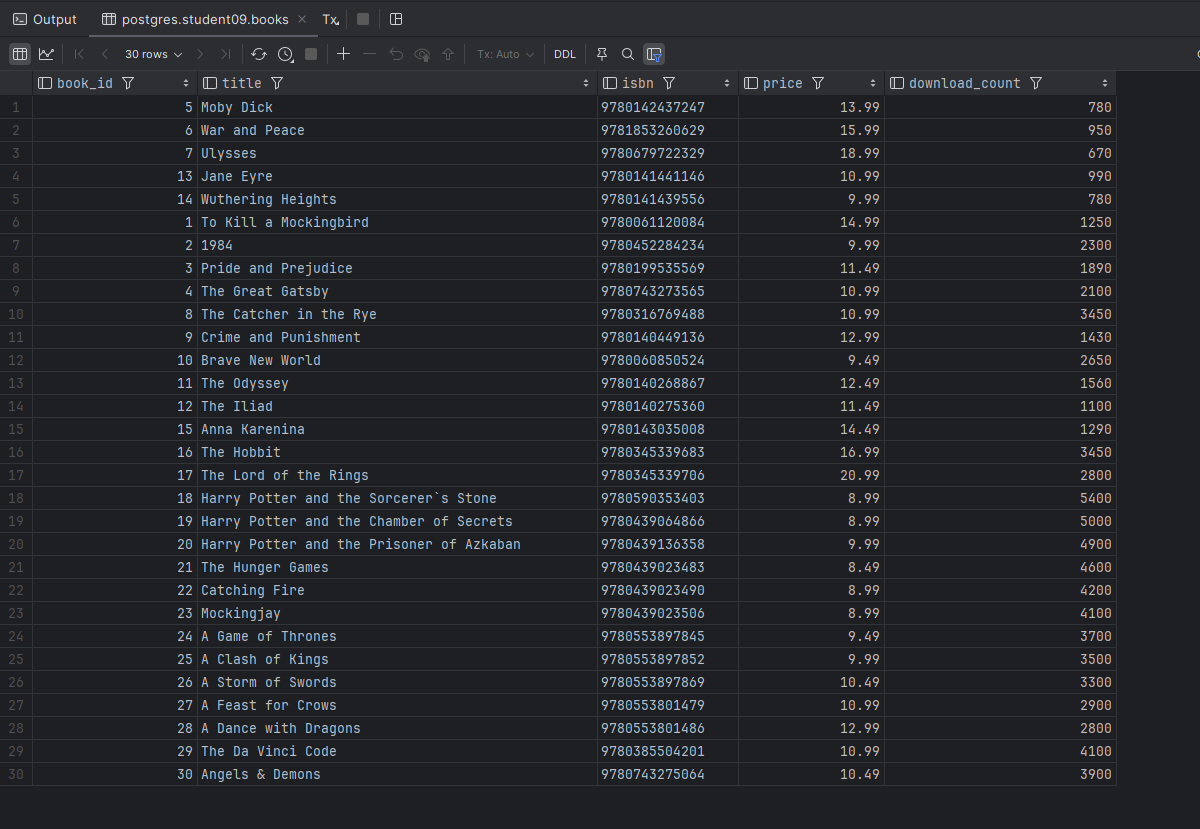 Output postgres.student09.books × Tx
30 rows Tx: Auto DDL
book_id title isbn price download_count
1 5 Moby Dick 9780142437247 13.99 780
2 6 War and Peace 9781853260629 15.99 950
3 7 Ulysses 9780679722329 18.99 670
4 13 Jane Eyre 9780141441146 10.99 990
5 14 Wuthering Heights 9780141439556 9.99 780
6 1 To Kill a Mockingbird 9780061120084 14.99 1250
7 2 1984 9780452284234 9.99 2300
8 3 Pride and Prejudice 9780199535569 11.49 1890
9 4 The Great Gatsby 9780743273565 10.99 2100
10 8 The Catcher in the Rye 9780316769488 10.99 3450
11 9 Crime and Punishment 9780140449136 12.99 1430
12 10 Brave New World 9780060850524 9.49 2650
13 11 The Odyssey 9780140268867 12.49 1560
14 12 The Iliad 9780140275360 11.49 1100
15 15 Anna Karenina 9780143035008 14.49 1290
16 16 The Hobbit 9780345339683 16.99 3450
17 17 The Lord of the Rings 9780345339706 20.99 2800
18 18 Harry Potter and the Sorcerer`s Stone 9780590353403 8.99 5400
19 19 Harry Potter and the Chamber of Secrets 9780439064866 8.99 5000
20 20 Harry Potter and the Prisoner of Azkaban 9780439136358 9.99 4900
21 21 The Hunger Games 9780439023483 8.49 4600
22 22 Catching Fire 9780439023490 8.99 4200
23 23 Mockingjay 9780439023506 8.99 4100
24 24 A Game of Thrones 9780553897845 9.49 3700
25 25 A Clash of Kings 9780553897852 9.99 3500
26 26 A Storm of Swords 9780553897869 10.49 3300
27 27 A Feast for Crows 9780553801479 10.99 2900
28 28 A Dance with Dragons 9780553801486 12.99 2800
29 29 The Da Vinci Code 9780385504201 10.99 4100
30 30 Angels & Demons 9780743275064 10.49 3900